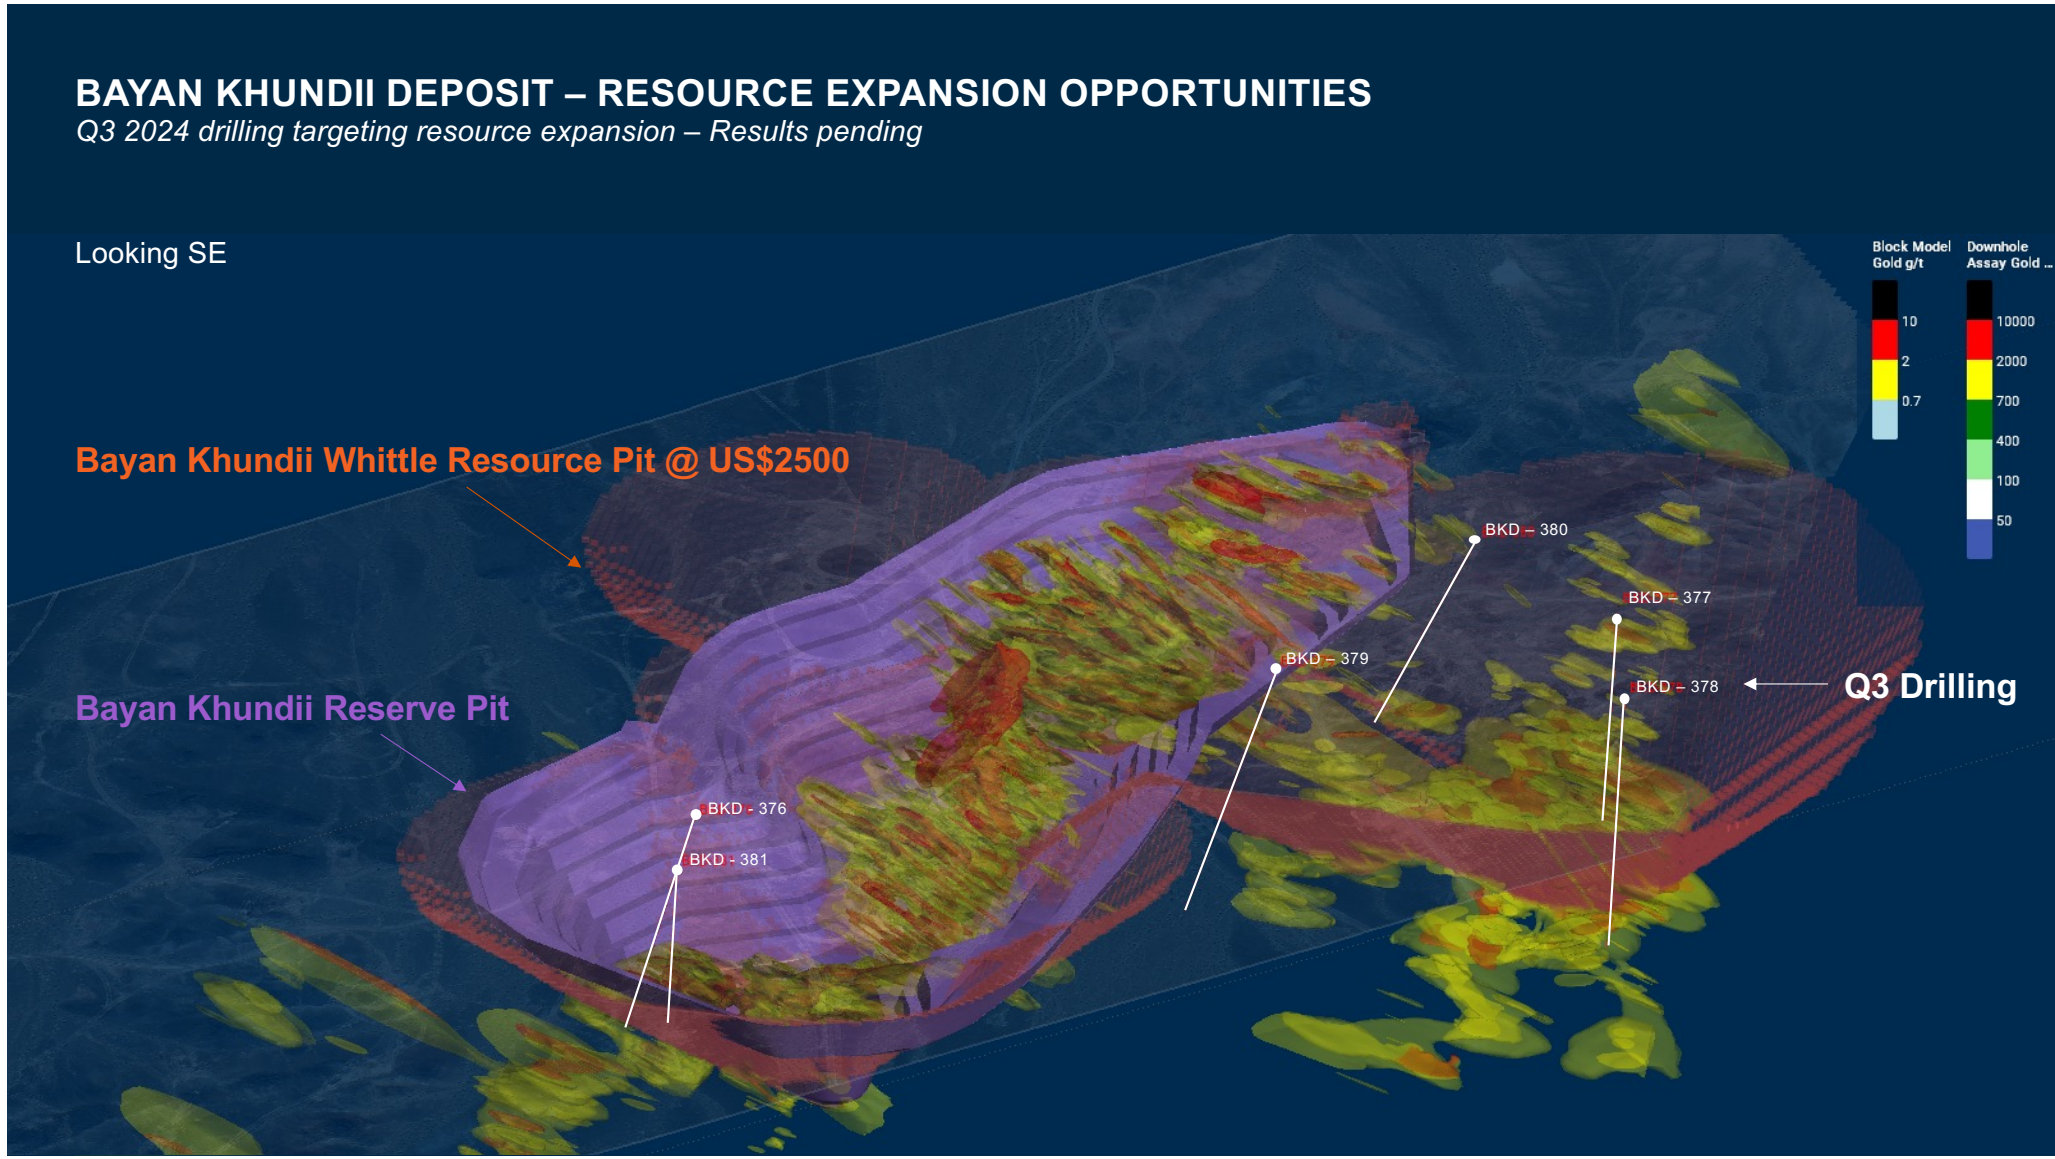 BAYAN KHUNDII DEPOSIT – RESOURCE EXPANSION OPPORTUNITIES
Q3 2024 drilling targeting resource expansion – Results pending
Looking SE
Block Model
Gold g/t
10
2
0.7
Downhole
Assay Gold ...
10000
2000
700
400
100
50
Bayan Khundii Whittle Resource Pit @ US$2500
BKD – 380
BKD – 377
BKD – 379
BKD – 378
Q3 Drilling
Bayan Khundii Reserve Pit
BKD - 376
BKD - 381